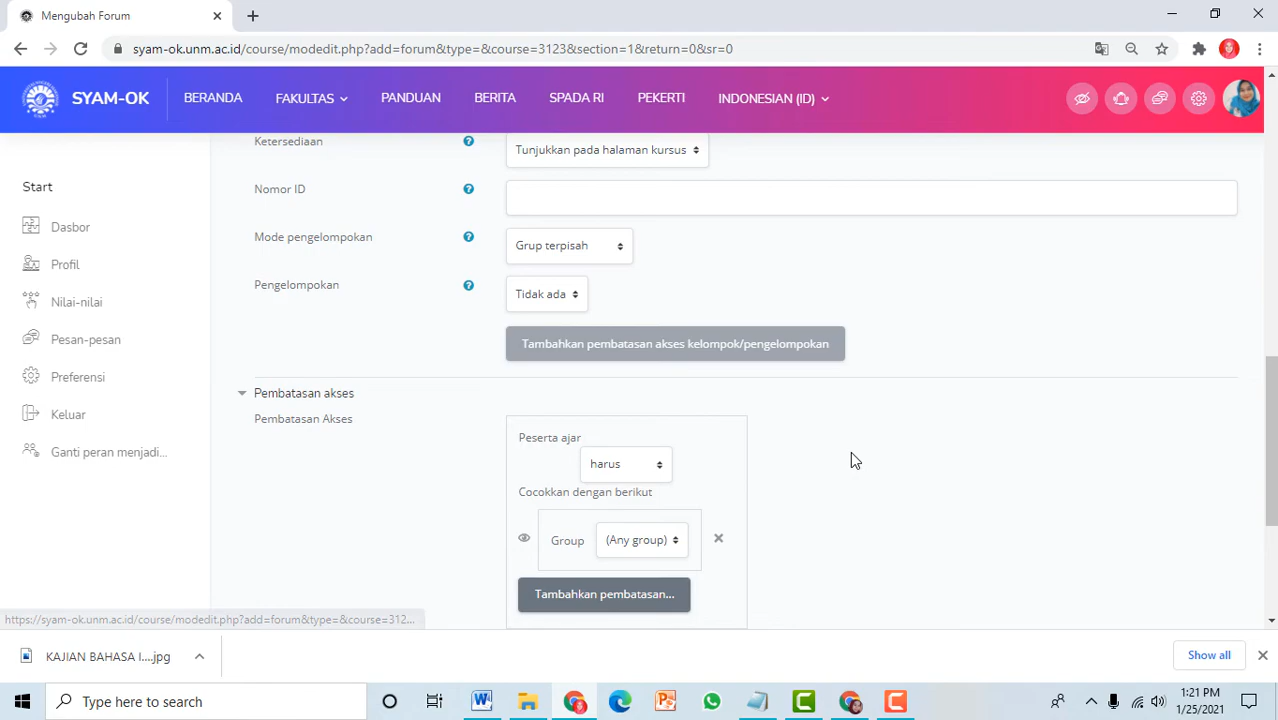 Mengubah Forum
syam-ok.unm.ac.id/course/modedit.php?add=forum&type=&course=3123&section=1&return=0&sr=0
SYAM-OK
BERANDA
FAKULTAS
PANDUAN
BERITA
SPADA RI
PEKERTI
INDONESIAN (ID)
Start
Dasbor
Profil
Nilai-nilai
Pesan-pesan
Preferensi
Keluar
Ganti peran menjadi...
Ketersediaan
Tunjukkan pada halaman kursus
Nomor ID
Mode pengelompokan
Grup terpisah
Pengelompokan
Tidak ada
Tambahkan pembatasan akses kelompok/pengelompokan
Pembatasan akses
Pembatasan Akses
Peserta ajar
harus
Cocokkan dengan berikut
Group
(Any group)
Tambahkan pembatasan...
https://syam-ok.unm.ac.id/course/modedit.php?add=forum&type=&course=312...
KAJIAN BAHASA I....jpg
Show all
Type here to search
1:21 PM
1/25/2021